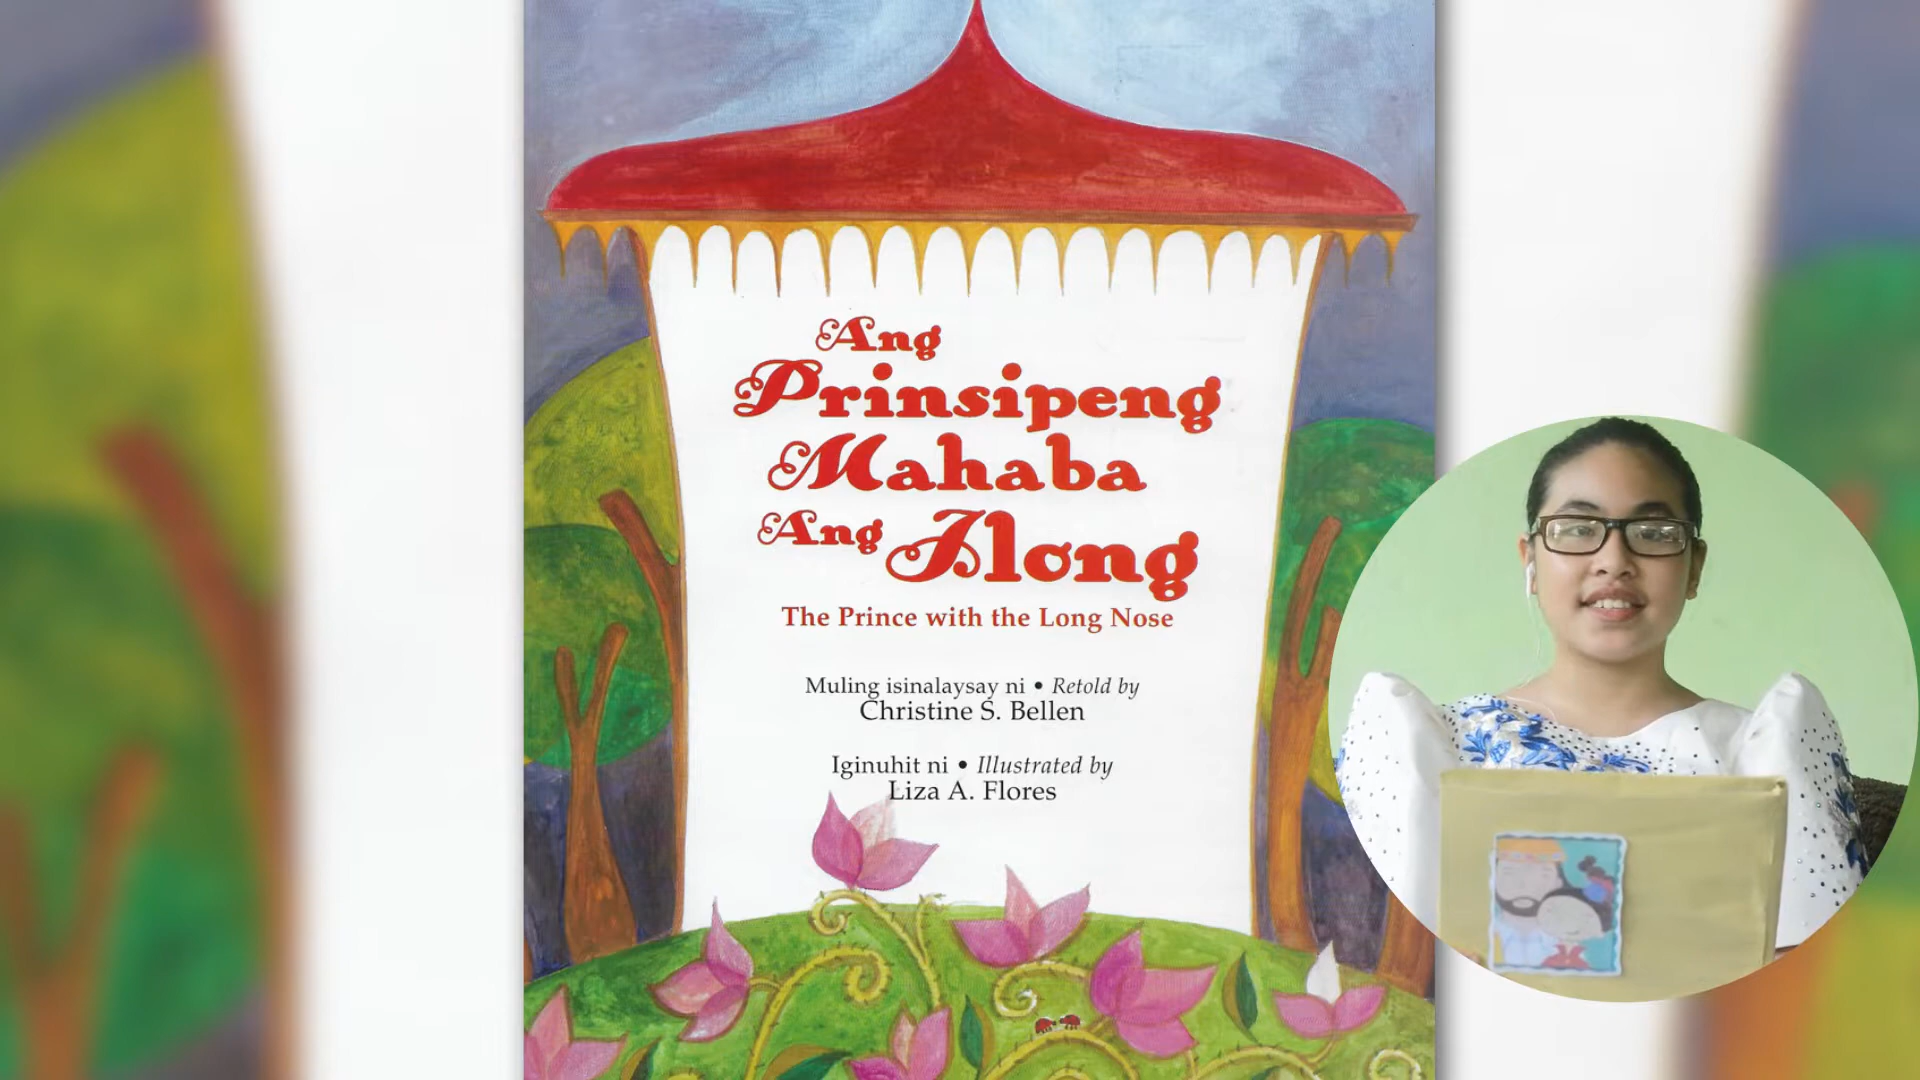 Ang
Prinsipeng
Mahaba
Ang Ilong
The Prince with the Long Nose
Muling isinalaysay ni • Retold by
Christine S. Bellen
Iginuhit ni • Illustrated by
Liza A. Flores